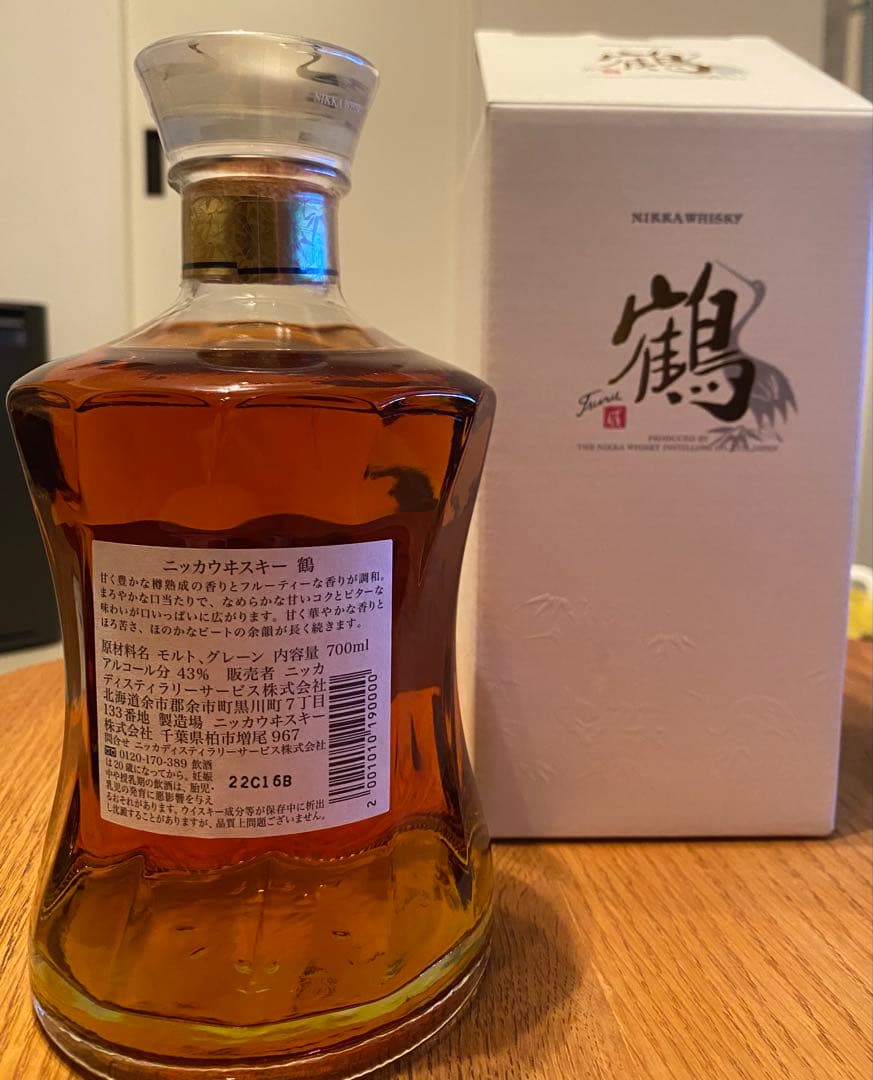 NIKKA WHISKY
鶴
Tsuru
PRODUCED BY
THE NIKKA WHISKY DISTILLING
ニッカウヰスキー 鶴
甘く豊かな樽熟成の香りとフルーティーな香りが調和。
まろやかな口当たりで、なめらかな甘いコクとビターな
味わいが口いっぱいに広がります。甘く華やかな香りと
ほろ苦さ、ほのかなピートの余韻が長く続きます。
原材料名 モルト、グレーン 内容量 700ml
アルコール分 43% 販売者 ニッカ
ディスティラリーサービス株式会社
北海道余市郡余市町黒川町7丁目
133番地 製造場 ニッカウヰスキー
株式会社 千葉県柏市増尾967
問合せ ニッカディスティラリーサービス株式会社
0120-170-389 飲酒
は20歳になってから。妊娠
中や授乳期の飲酒は、胎児・
乳児の発育に悪影響を与え
るおそれがあります。ウイスキー成分等が保存中に析出
し沈澱することがありますが、品質上問題ございません。
22C16B
2001010190000
鶴